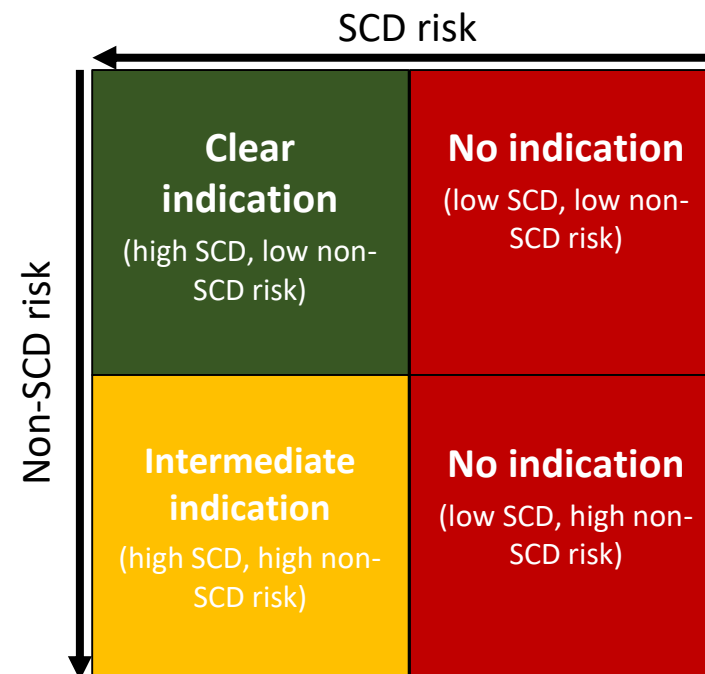 SCD risk
Non-SCD risk
Clear
indication
(high SCD, low non-
SCD risk)
No indication
(low SCD, low non-
SCD risk)
Intermediate
indication
(high SCD, high non-
SCD risk)
No indication
(low SCD, high non-
SCD risk)